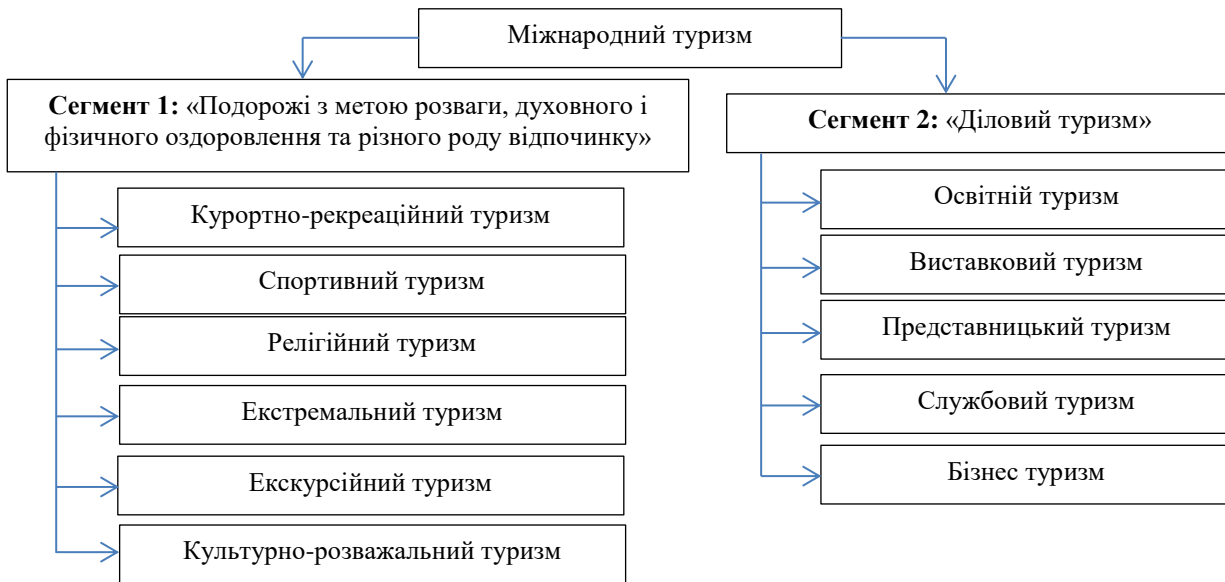 Міжнародний туризм
Сегмент 1: «Подорожі з метою розваги, духовного і
фізичного оздоровлення та різного роду відпочинку»
Курортно-рекреаційний туризм
Спортивний туризм
Релігійний туризм
Екстремальний туризм
Екскурсійний туризм
Культурно-розважальний туризм
Сегмент 2: «Діловий туризм»
Освітній туризм
Виставковий туризм
Представницький туризм
Службовий туризм
Бізнес туризм